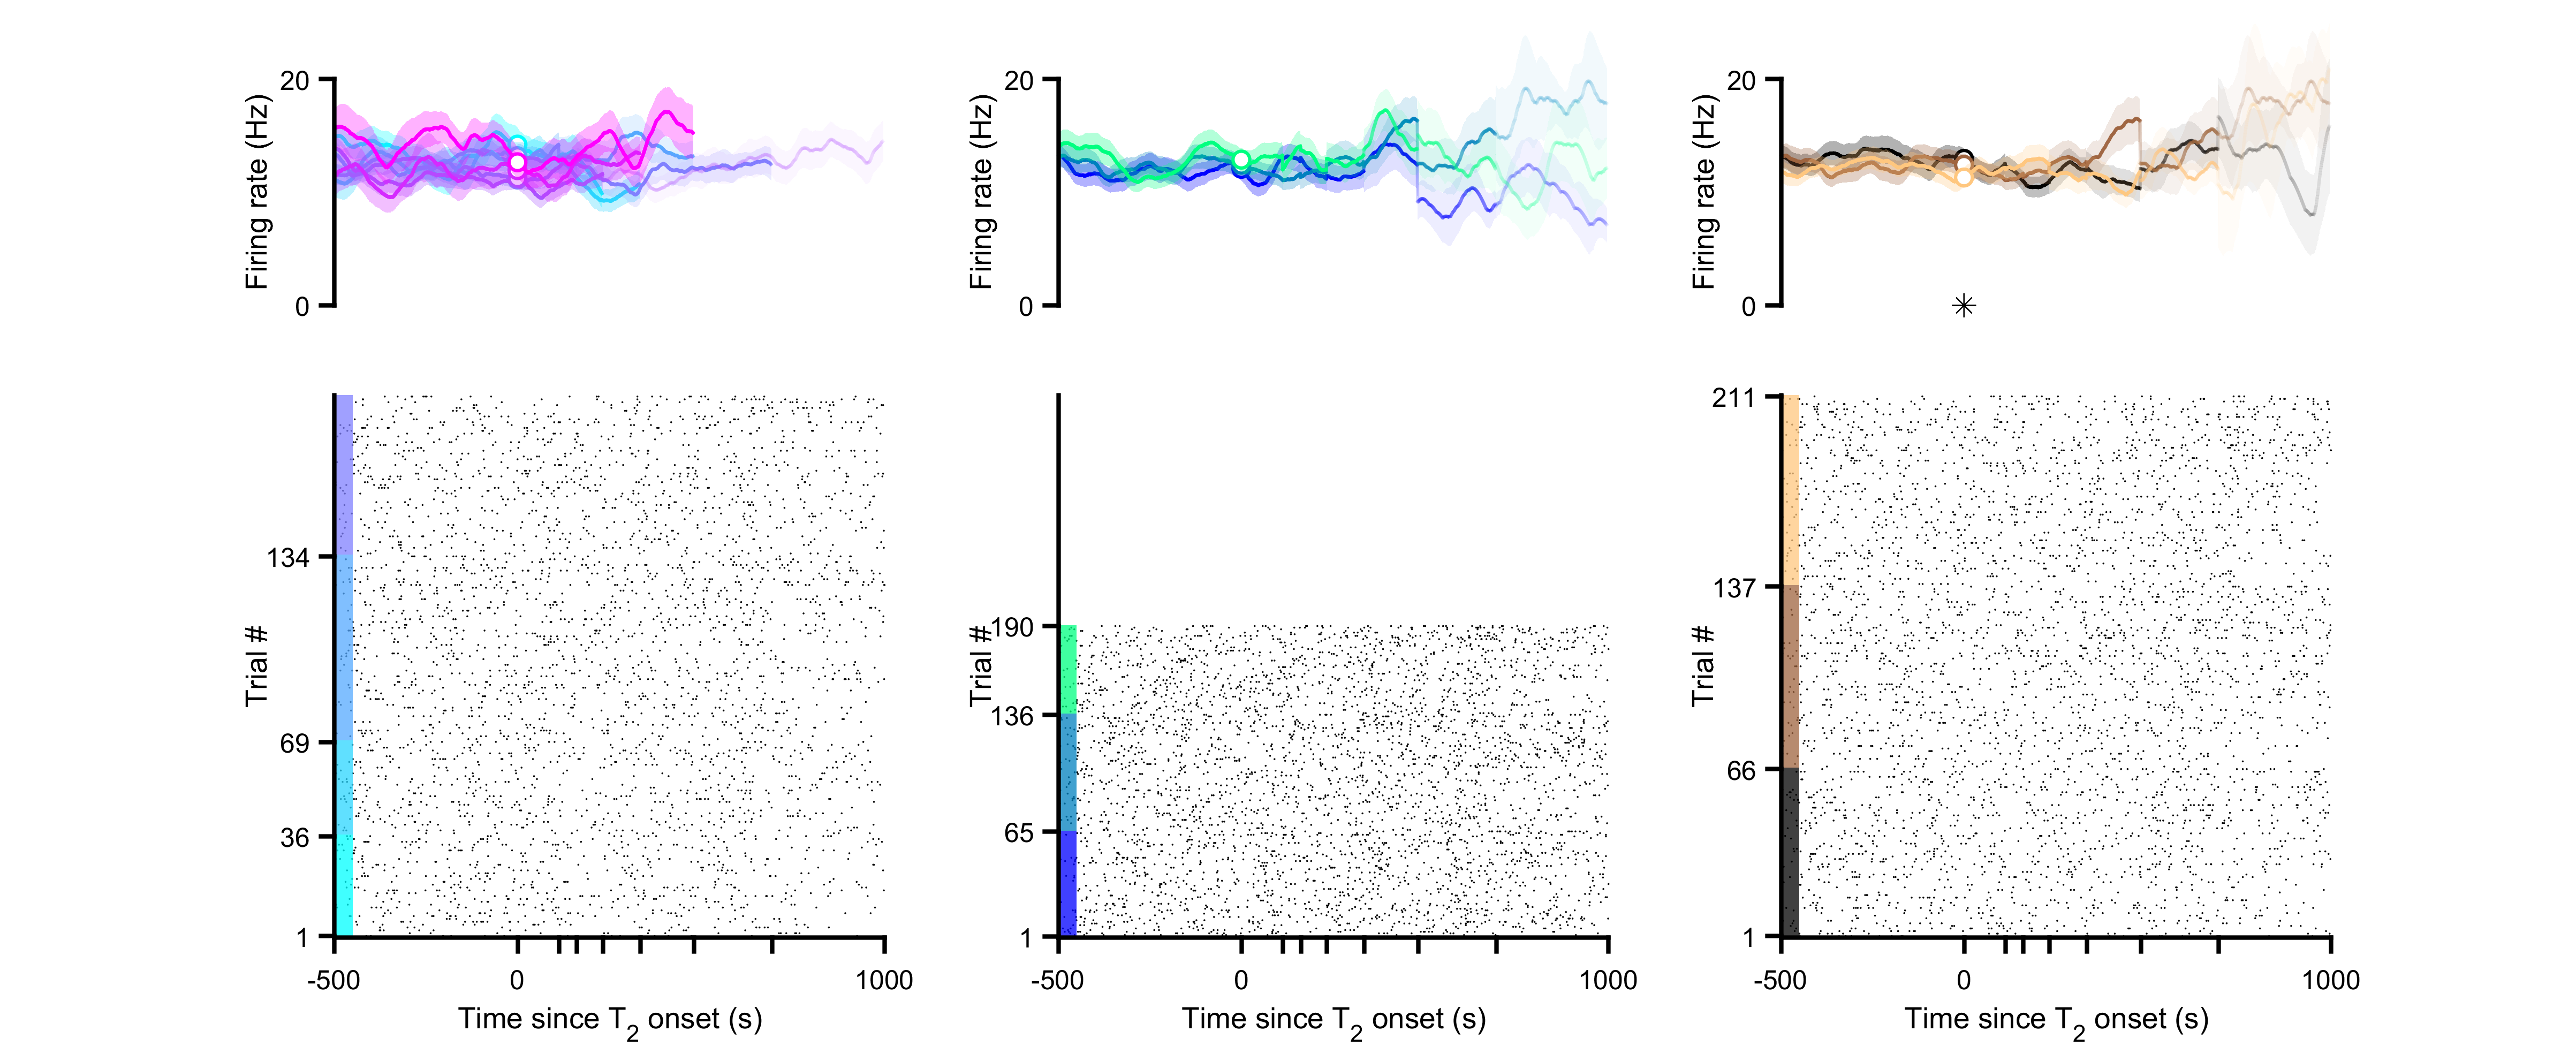 20
Firing rate (Hz)
0
20
Firing rate (Hz)
0
20
Firing rate (Hz)
0
134
69
36
1
Trial #
-500 0 1000
Time since T2 onset (s)
190
136
65
1
Trial #
-500 0 1000
Time since T2 onset (s)
211
137
66
1
Trial #
-500 0 1000
Time since T2 onset (s)